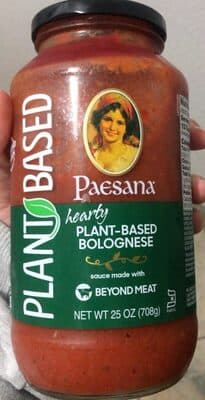 PLANT BASED
PAESANA
hearty
PLANT-BASED
BOLOGNESE
sauce made with
BEYOND MEAT
NET WT 25 OZ (708g)